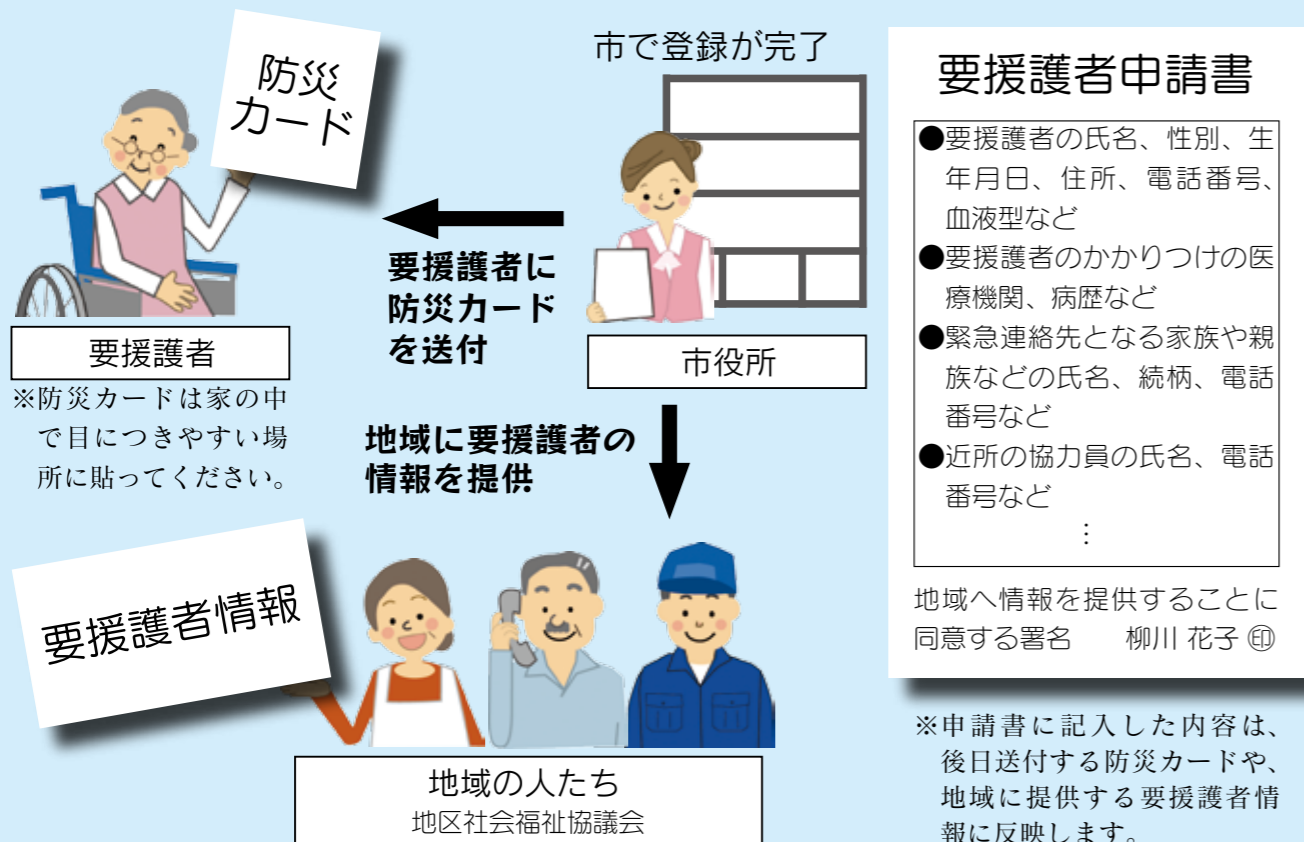 防災
カード
市で登録が完了
要援護者に
防災カード
を送付
要援護者
市役所
※防災カードは家の中
で目につきやすい場
所に貼ってください。
地域に要援護者の
情報を提供
要援護者情報
地域の人たち
地区社会福祉協議会
要援護者申請書
●要援護者の氏名、性別、生
年月日、住所、電話番号、
血液型など
●要援護者のかかりつけの医
療機関、病歴など
●緊急連絡先となる家族や親
族などの氏名、続柄、電話
番号など
●近所の協力員の氏名、電話
番号など
⋮
地域へ情報を提供することに
同意する署名　　柳川 花子 ㊞
※申請書に記入した内容は、
後日送付する防災カードや、
地域に提供する要援護者情
報に反映します。